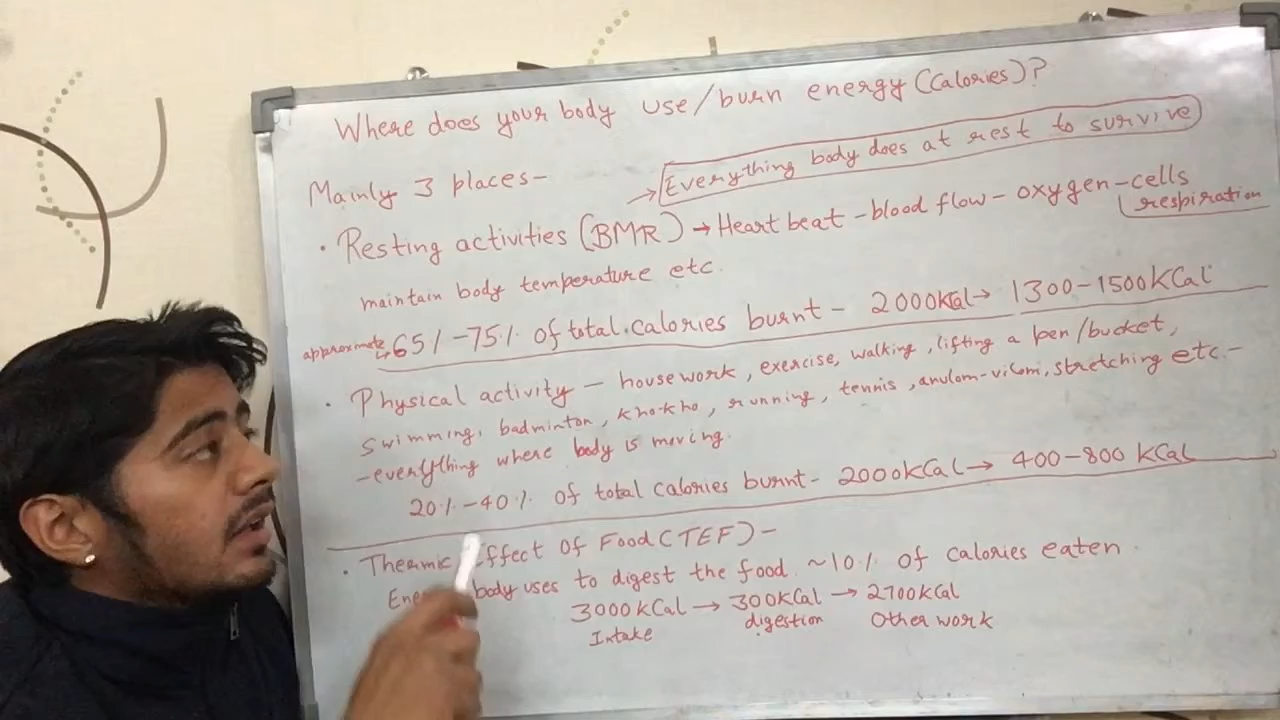 Where does your body use/burn energy (Calories)?
Mainly 3 places-
→ Everything body does at rest to survive
• Resting activities (BMR) → Heart beat - blood flow - oxygen - cells
respiration
maintain body temperature etc.
approximate 65% - 75% of total calories burnt - 2000kCal → 1300-1500KCal
• Physical activity - housework, exercise, walking, lifting a pen/bucket,
swimming, badminton, khokho, running, tennis, anulom-vilom, stretching etc.-
- everything where body is moving.
20% - 40% of total calories burnt - 2000kCal → 400-800 KCal
• Thermic Effect Of Food (TEF) -
body uses to digest the food ~10% of calories eaten.
3000kCal → 300KCal → 2700KCal
Intake digestion Other work